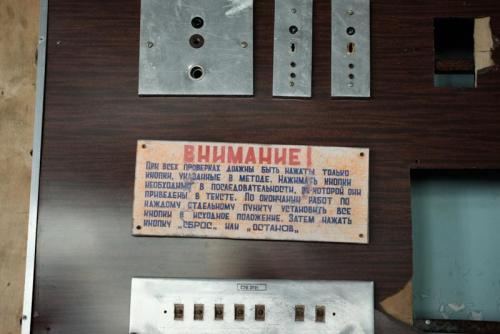 ВНИМАНИЕ!
ПРИ ВСЕХ ПРОВЕРКАХ ДОЛЖНЫ БЫТЬ НАЖАТЫ ТОЛЬКО
КНОПКИ, УКАЗАННЫЕ В МЕТОДЕ. НАЖИМАТЬ КНОПКИ
НЕОБХОДИМО В ПОСЛЕДОВАТЕЛЬНОСТИ, В КОТОРОЙ ОНИ
ПРИВЕДЕНЫ В ТЕКСТЕ. ПО ОКОНЧАНИИ РАБОТ ПО
КАЖДОМУ ОТДЕЛЬНОМУ ПУНКТУ УСТАНОВИТЬ ВСЕ
КНОПКИ В ИСХОДНОЕ ПОЛОЖЕНИЕ. ЗАТЕМ НАЖАТЬ
КНОПКУ „СБРОС" ИЛИ „ОСТАНОВ".